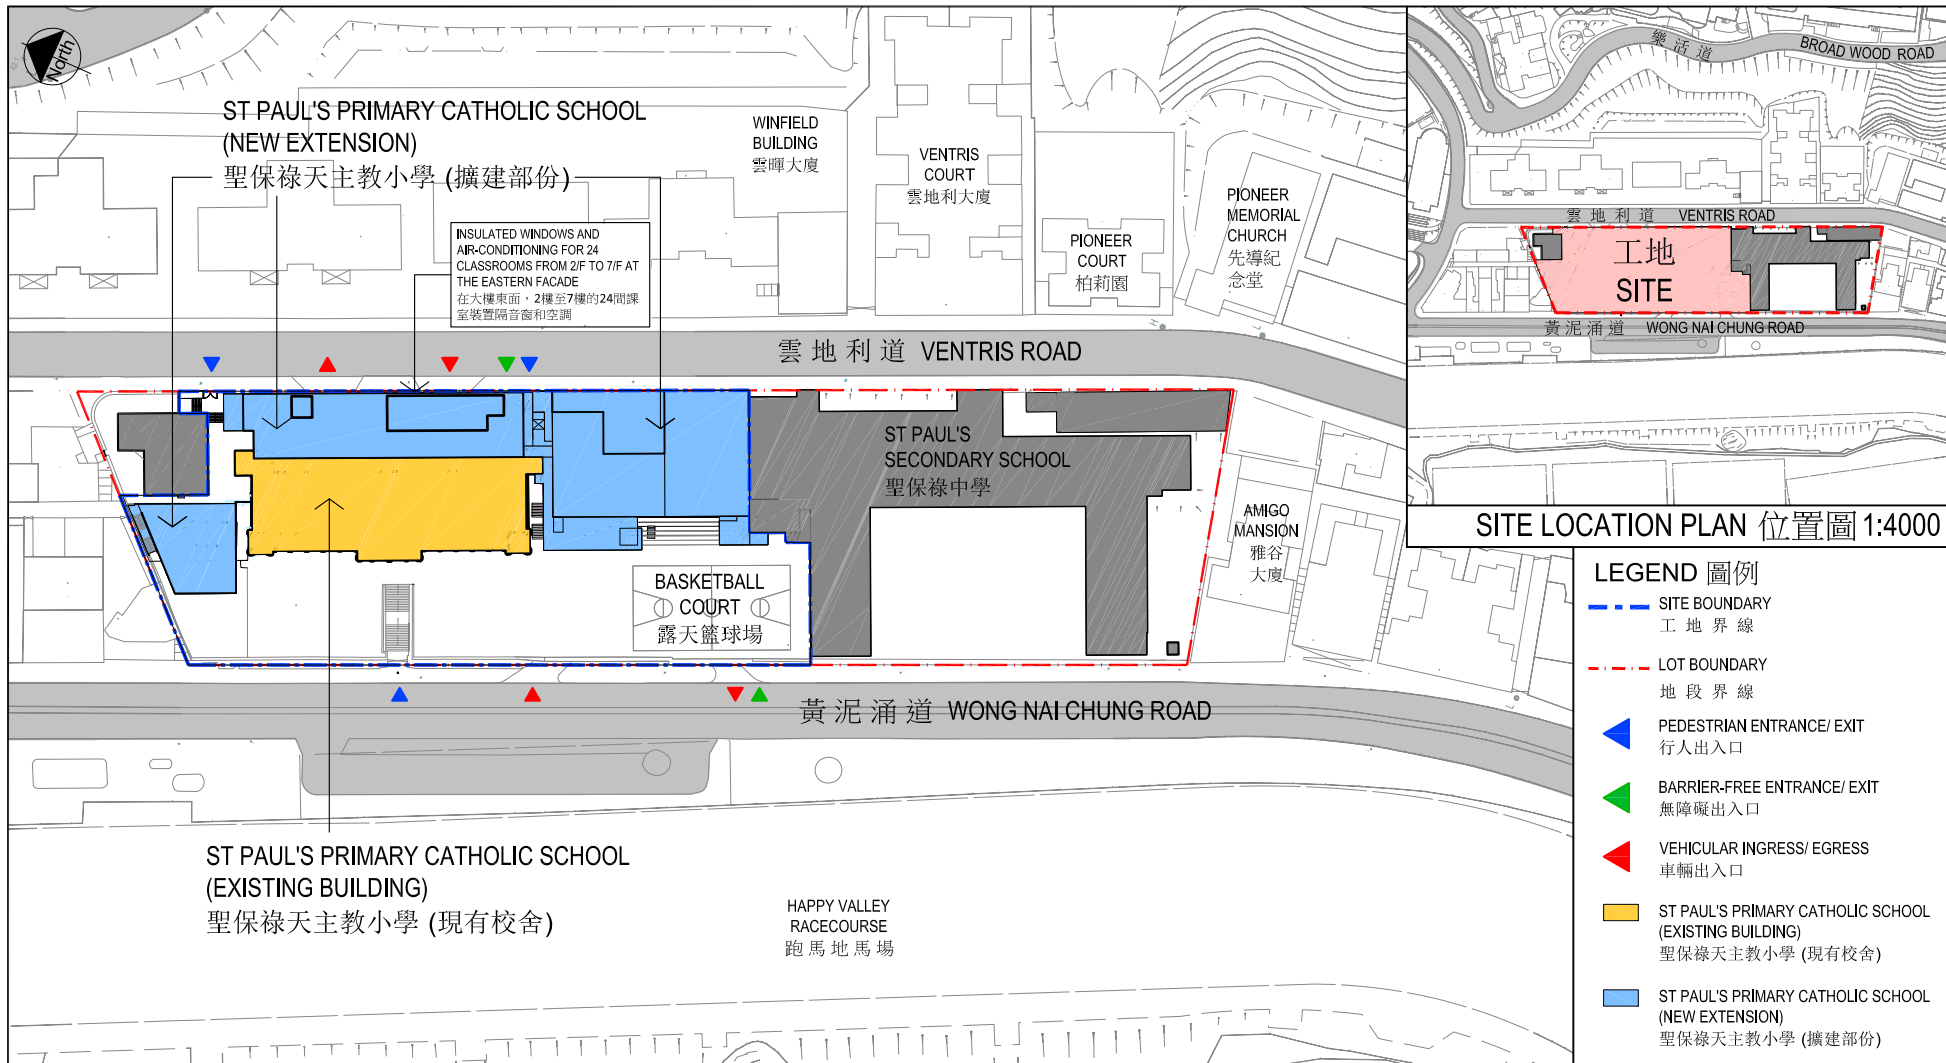 North
ST PAUL'S PRIMARY CATHOLIC SCHOOL
(NEW EXTENSION)
聖保祿天主教小學 (擴建部份)
WINFIELD
BUILDING
雲暉大廈
VENTRIS
COURT
雲地利大廈
PIONEER
COURT
柏莉園
PIONEER
MEMORIAL
CHURCH
先導紀
念堂
INSULATED WINDOWS AND
AIR-CONDITIONING FOR 24
CLASSROOMS FROM 2/F TO 7/F AT
THE EASTERN FACADE
在大樓東面，2樓至7樓的24間課
室裝置隔音窗和空調
雲地利道 VENTRIS ROAD
ST PAUL'S
SECONDARY SCHOOL
聖保祿中學
AMIGO
MANSION
雅谷
大廈
BASKETBALL
COURT
露天籃球場
黃泥涌道 WONG NAI CHUNG ROAD
ST PAUL'S PRIMARY CATHOLIC SCHOOL
(EXISTING BUILDING)
聖保祿天主教小學 (現有校舍)
HAPPY VALLEY
RACECOURSE
跑馬地馬場
樂活道 BROAD WOOD ROAD
雲地利道 VENTRIS ROAD
工地
SITE
黃泥涌道 WONG NAI CHUNG ROAD
SITE LOCATION PLAN 位置圖 1:4000
LEGEND 圖例
SITE BOUNDARY
工地界線
LOT BOUNDARY
地段界線
PEDESTRIAN ENTRANCE/ EXIT
行人出入口
BARRIER-FREE ENTRANCE/ EXIT
無障礙出入口
VEHICULAR INGRESS/ EGRESS
車輛出入口
ST PAUL'S PRIMARY CATHOLIC SCHOOL
(EXISTING BUILDING)
聖保祿天主教小學 (現有校舍)
ST PAUL'S PRIMARY CATHOLIC SCHOOL
(NEW EXTENSION)
聖保祿天主教小學 (擴建部份)